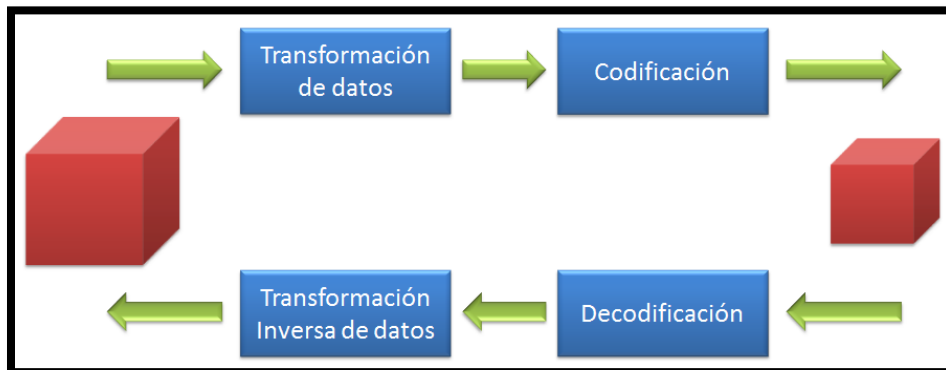 Transformación
de datos
Codificación
Transformación
Inversa de datos
Decodificación